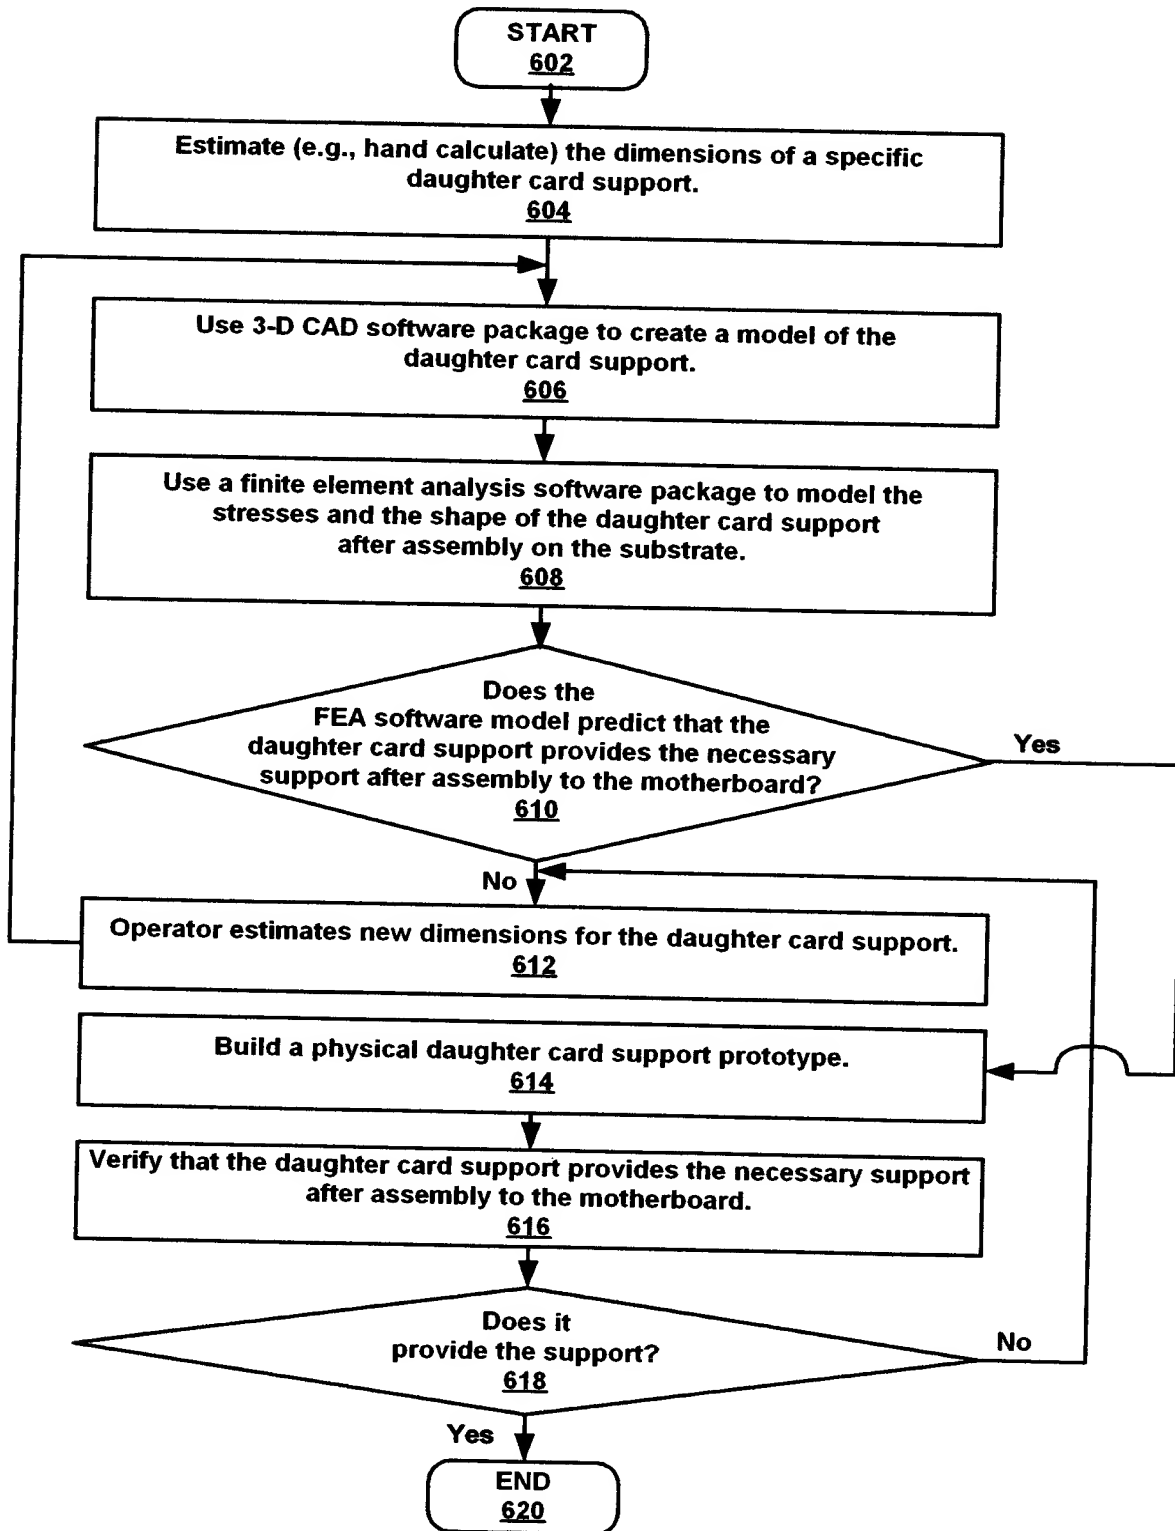 START
602
Estimate (e.g., hand calculate) the dimensions of a specific
daughter card support.
604
Use 3-D CAD software package to create a model of the
daughter card support.
606
Use a finite element analysis software package to model the
stresses and the shape of the daughter card support
after assembly on the substrate.
608
Does the
FEA software model predict that the
daughter card support provides the necessary
support after assembly to the motherboard?
610
Yes
No
Operator estimates new dimensions for the daughter card support.
612
Build a physical daughter card support prototype.
614
Verify that the daughter card support provides the necessary support
after assembly to the motherboard.
616
Does it
provide the support?
618
No
Yes
END
620